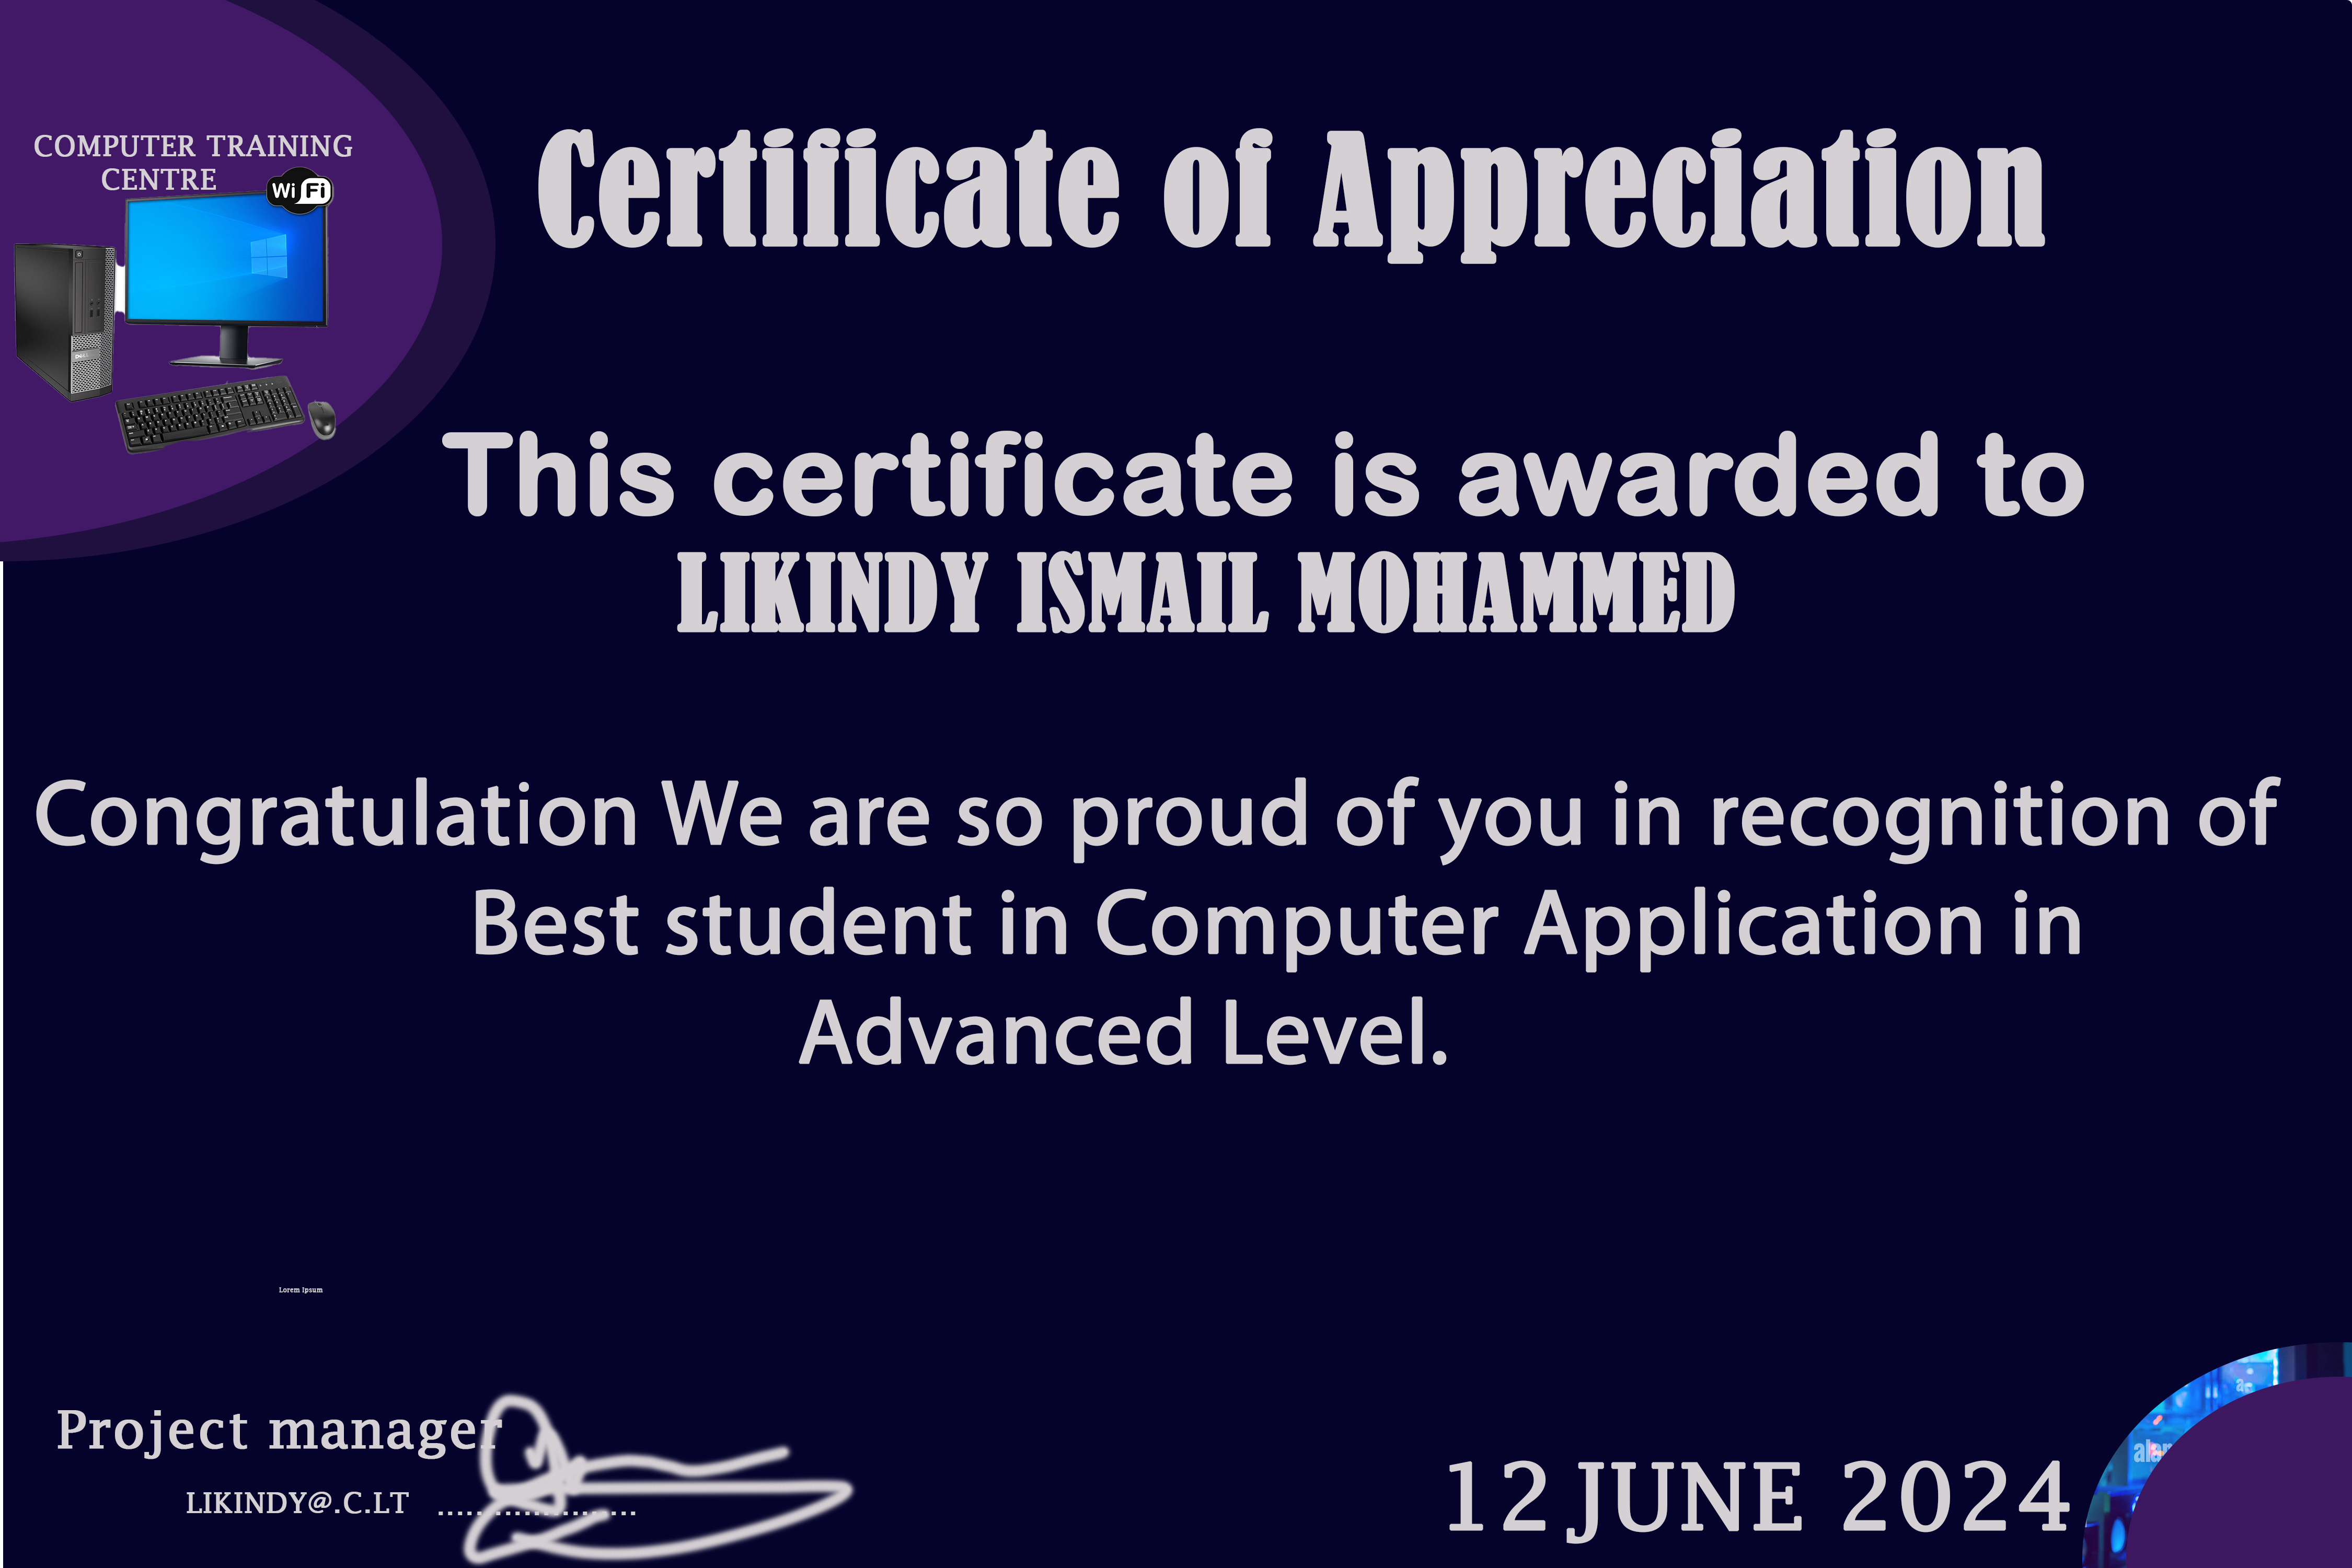 COMPUTER TRAINING
CENTRE
Wi Fi
Certificate of Appreciation
This certificate is awarded to
LIKINDY ISMAIL MOHAMMED
Congratulation We are so proud of you in recognition of
Best student in Computer Application in
Advanced Level.
Lorem Ipsum
Project manager
LIKINDY@.C.LT ....................
12 JUNE 2024